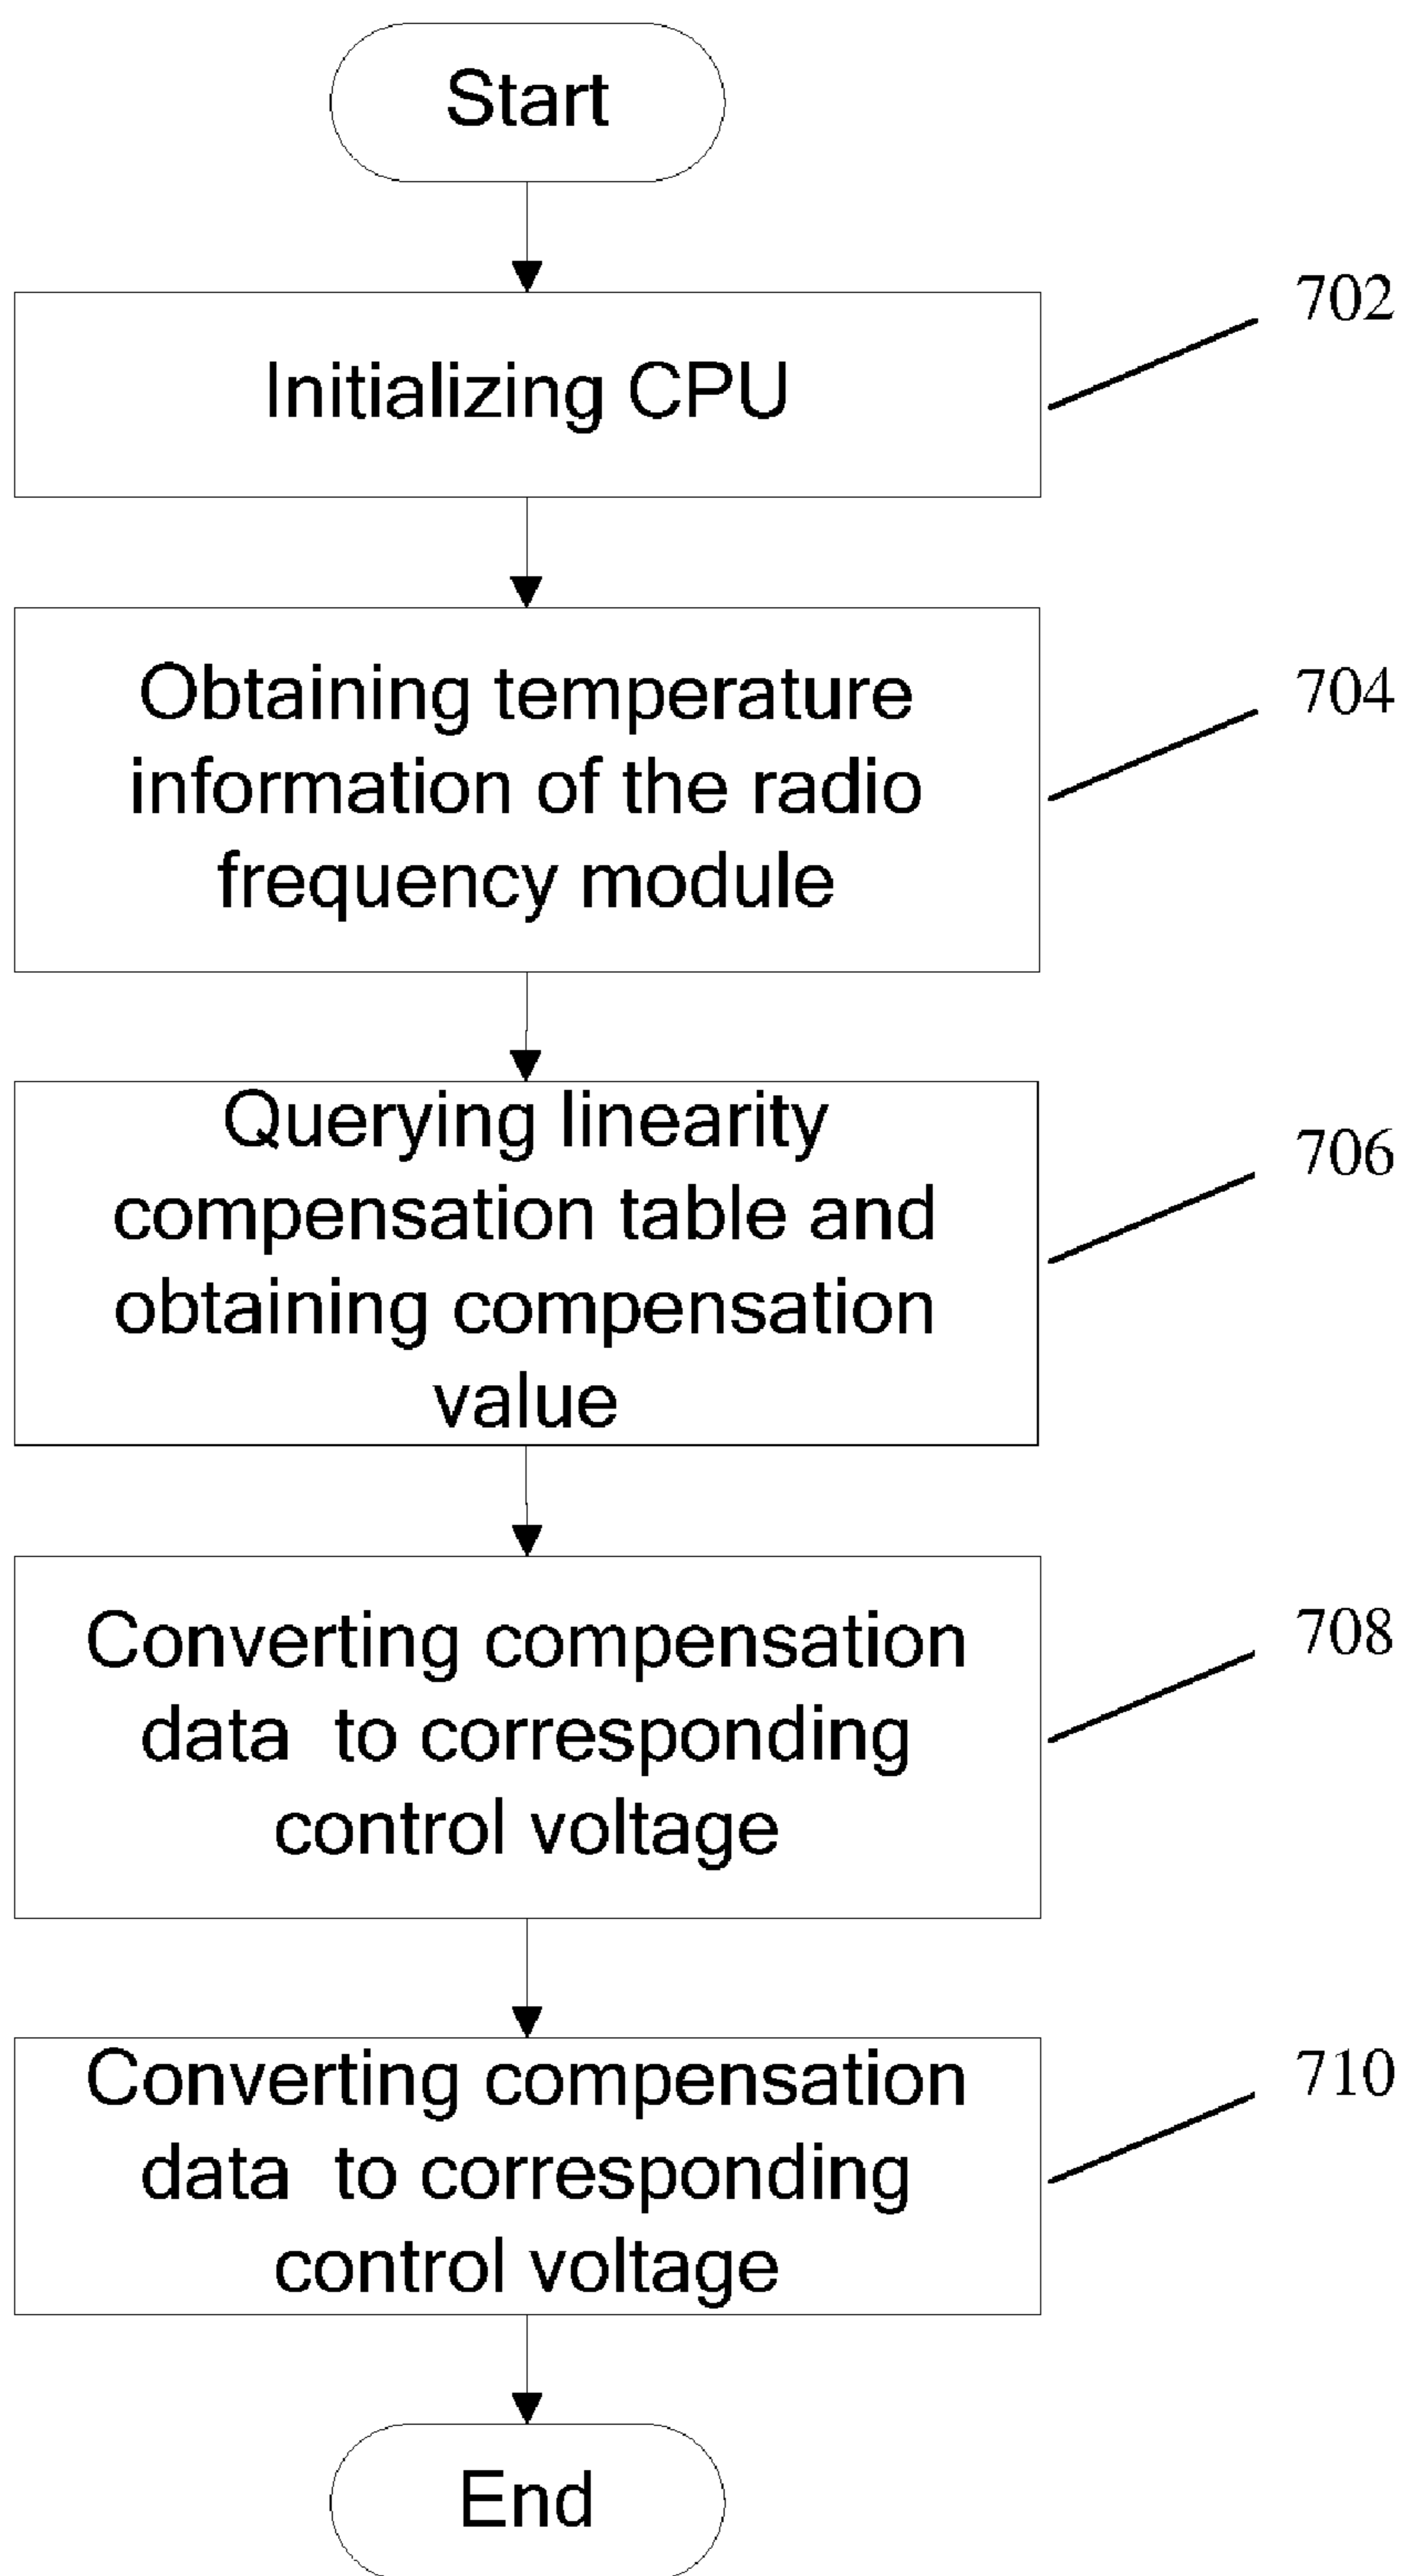 Start
702
Initializing CPU
704
Obtaining temperature
information of the radio
frequency module
706
Querying linearity
compensation table and
obtaining compensation
value
708
Converting compensation
data  to corresponding
control voltage
710
Converting compensation
data  to corresponding
control voltage
End